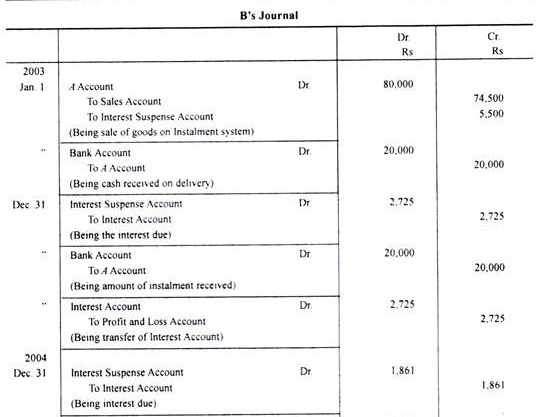 B's Journal
Dr. Cr.
Rs Rs
2003
Jan. 1 A Account Dr. 80,000
To Sales Account 74,500
To Interest Suspense Account 5,500
(Being sale of goods on Instalment system)
" Bank Account Dr. 20,000
To A Account 20,000
(Being cash received on delivery)
Dec. 31 Interest Suspense Account Dr. 2,725
To Interest Account 2,725
(Being the interest due)
" Bank Account Dr 20,000
To A Account 20,000
(Being amount of instalment received)
" Interest Account Dr. 2,725
To Profit and Loss Account 2,725
(Being transfer of Interest Account)
2004
Dec. 31 Interest Suspense Account Dr 1,861
To Interest Account 1,861
(Being interest due)